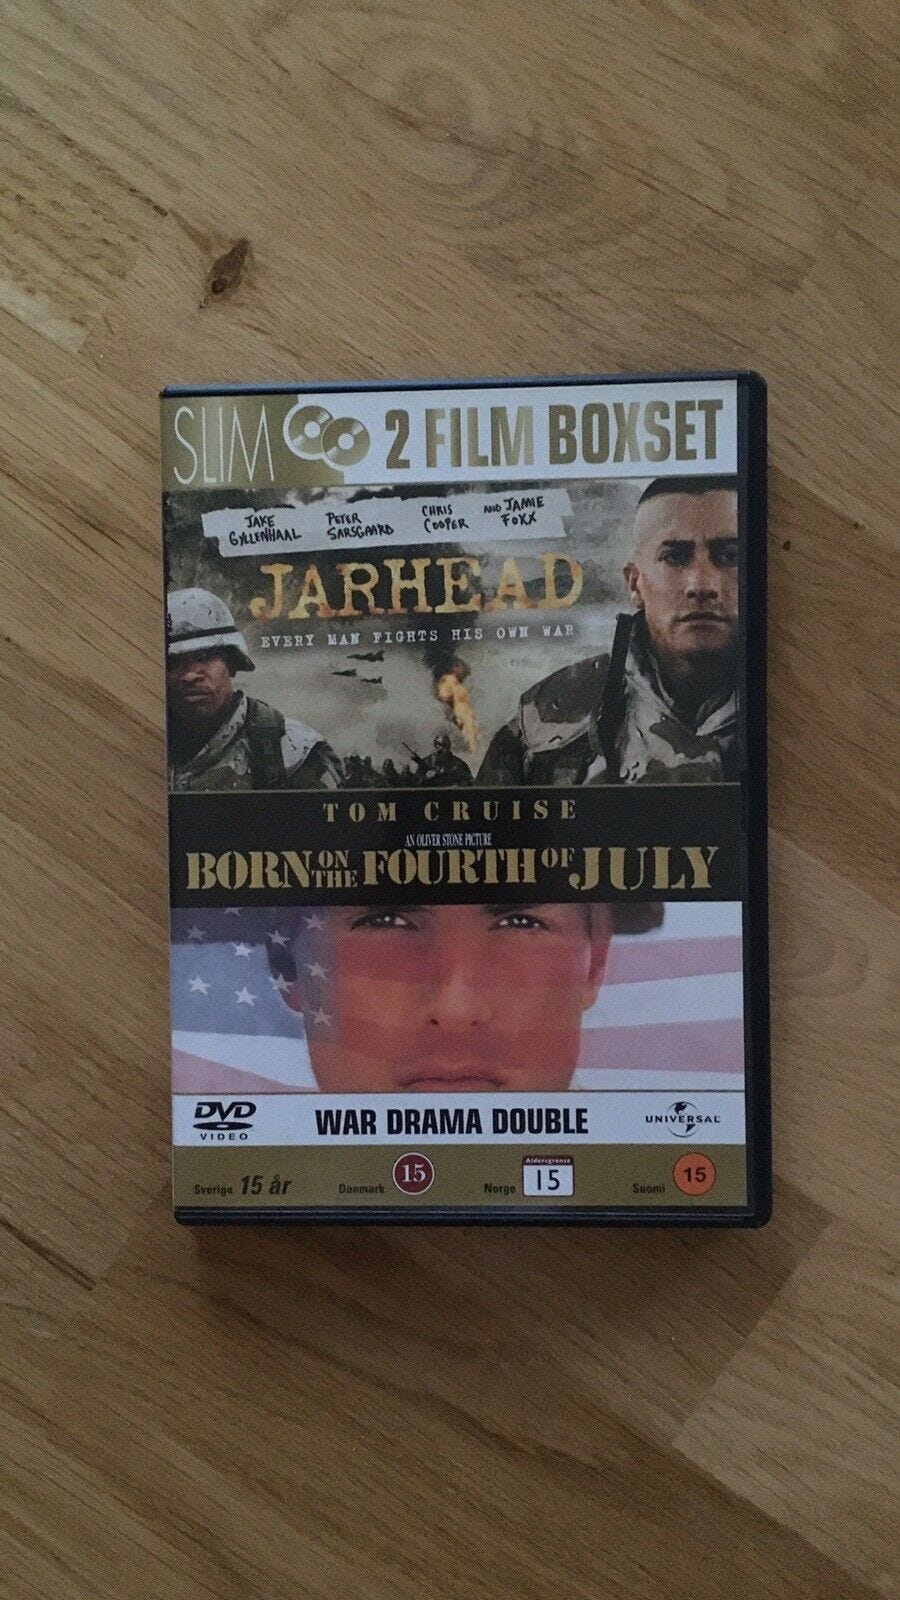 SLIM 2 FILM BOXSET
JAKE GYLLENHAAL PETER SARSGAARD CHRIS COOPER AND JAMIE FOXX
JARHEAD
EVERY MAN FIGHTS HIS OWN WAR
TOM CRUISE
AN OLIVER STONE PICTURE
BORN ON THE FOURTH OF JULY
DVD VIDEO WAR DRAMA DOUBLE UNIVERSAL
Sverige 15 år Danmark 15 Norge Aldersgrense 15 Suomi 15